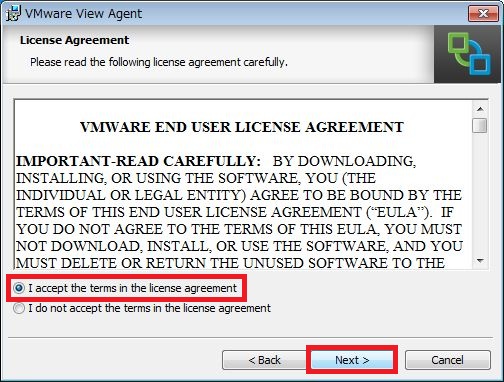 VMware View Agent
License Agreement
Please read the following license agreement carefully.
VMWARE END USER LICENSE AGREEMENT
IMPORTANT-READ CAREFULLY: BY DOWNLOADING,
INSTALLING, OR USING THE SOFTWARE, YOU (THE
INDIVIDUAL OR LEGAL ENTITY) AGREE TO BE BOUND BY THE
TERMS OF THIS END USER LICENSE AGREEMENT (“EULA”). IF
YOU DO NOT AGREE TO THE TERMS OF THIS EULA, YOU MUST
NOT DOWNLOAD, INSTALL, OR USE THE SOFTWARE, AND YOU
MUST DELETE OR RETURN THE UNUSED SOFTWARE TO THE
I accept the terms in the license agreement
I do not accept the terms in the license agreement
< Back Next > Cancel